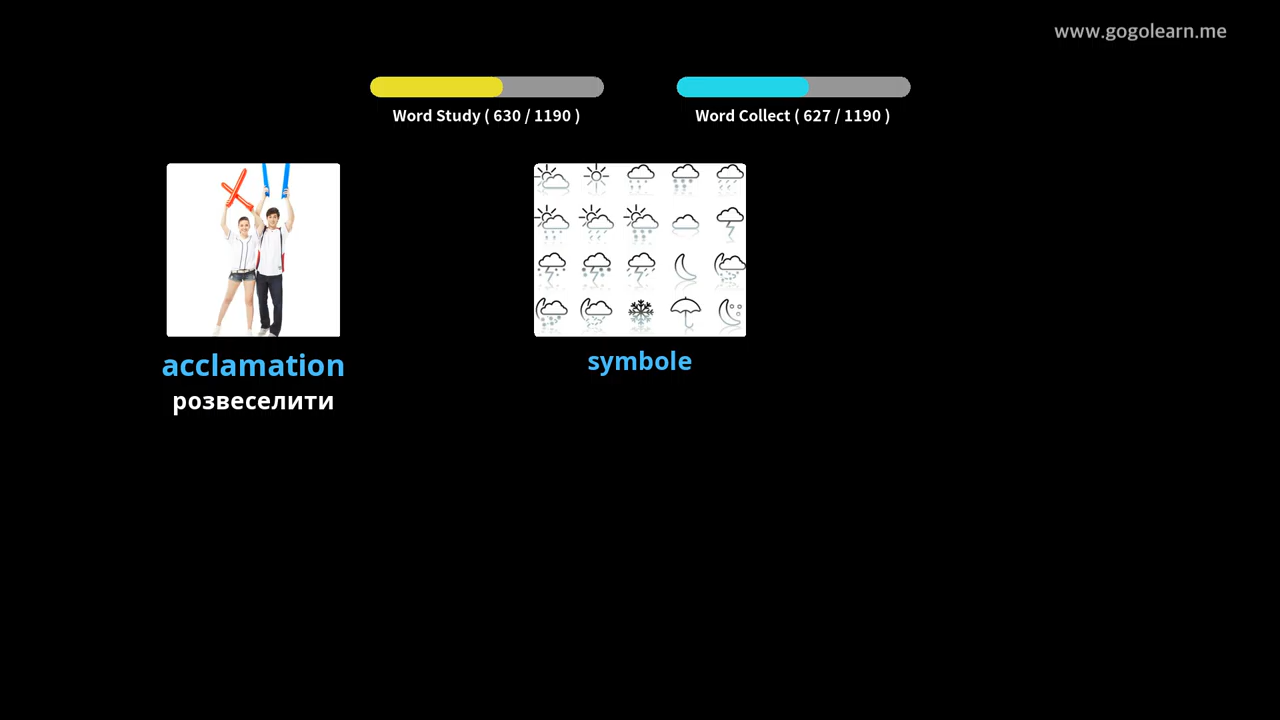 www.gogolearn.me
Word Study ( 630 / 1190 )
Word Collect ( 627 / 1190 )
acclamation
розвеселити
symbole